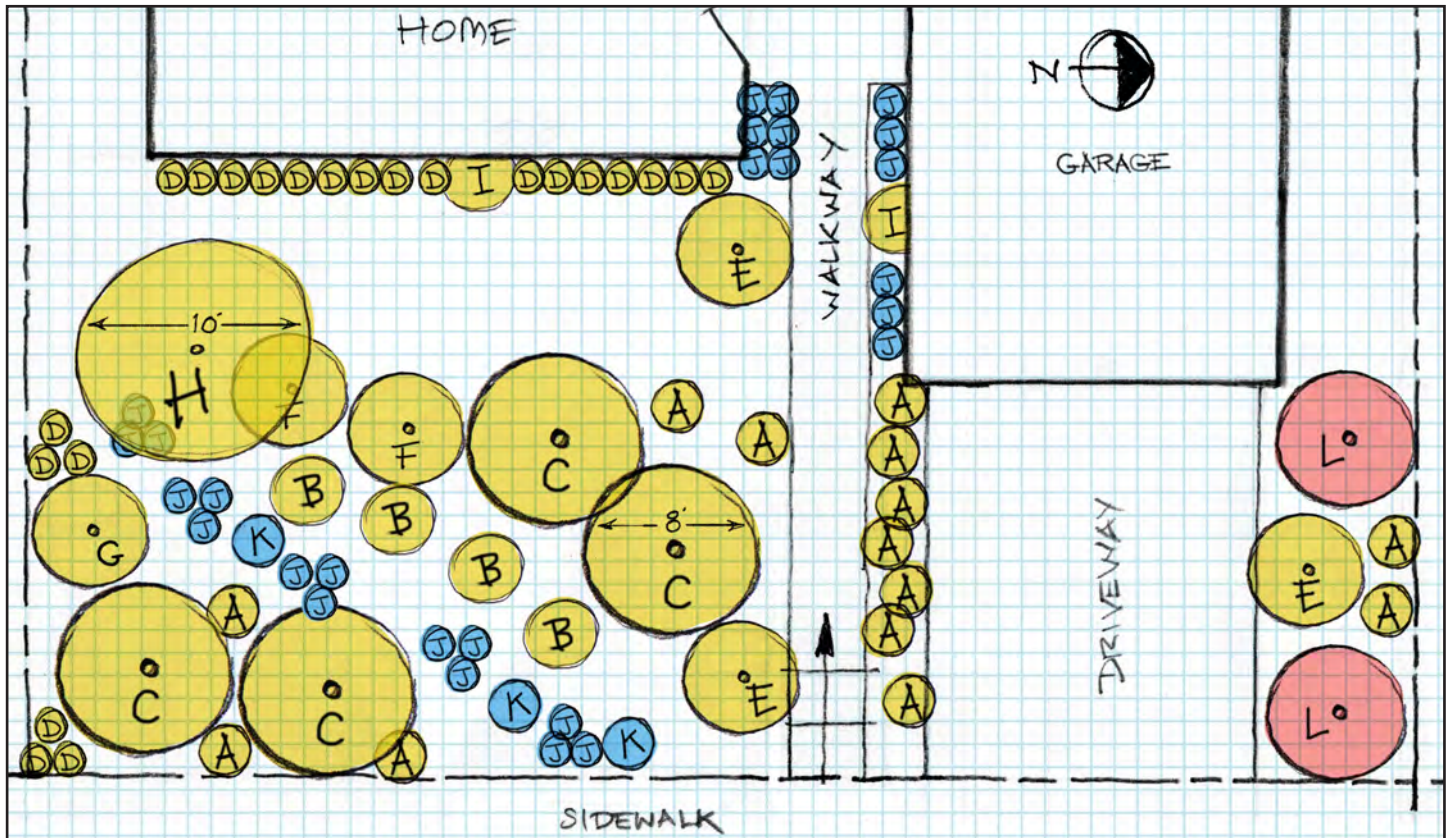 HOME
N
J J J
J J J
J J J
GARAGE
D D D D D D D D D I D D D D D D D
WALKWAY
I
E
J
J
10'
J
H
F
J A A
D J J F A A L
D D C
B J J A
B J 8'
G K A A
J J B C A E
J A A
J J B A
J
C K E A
DRIVEWAY
D C J L
A A J J K
D D
SIDEWALK